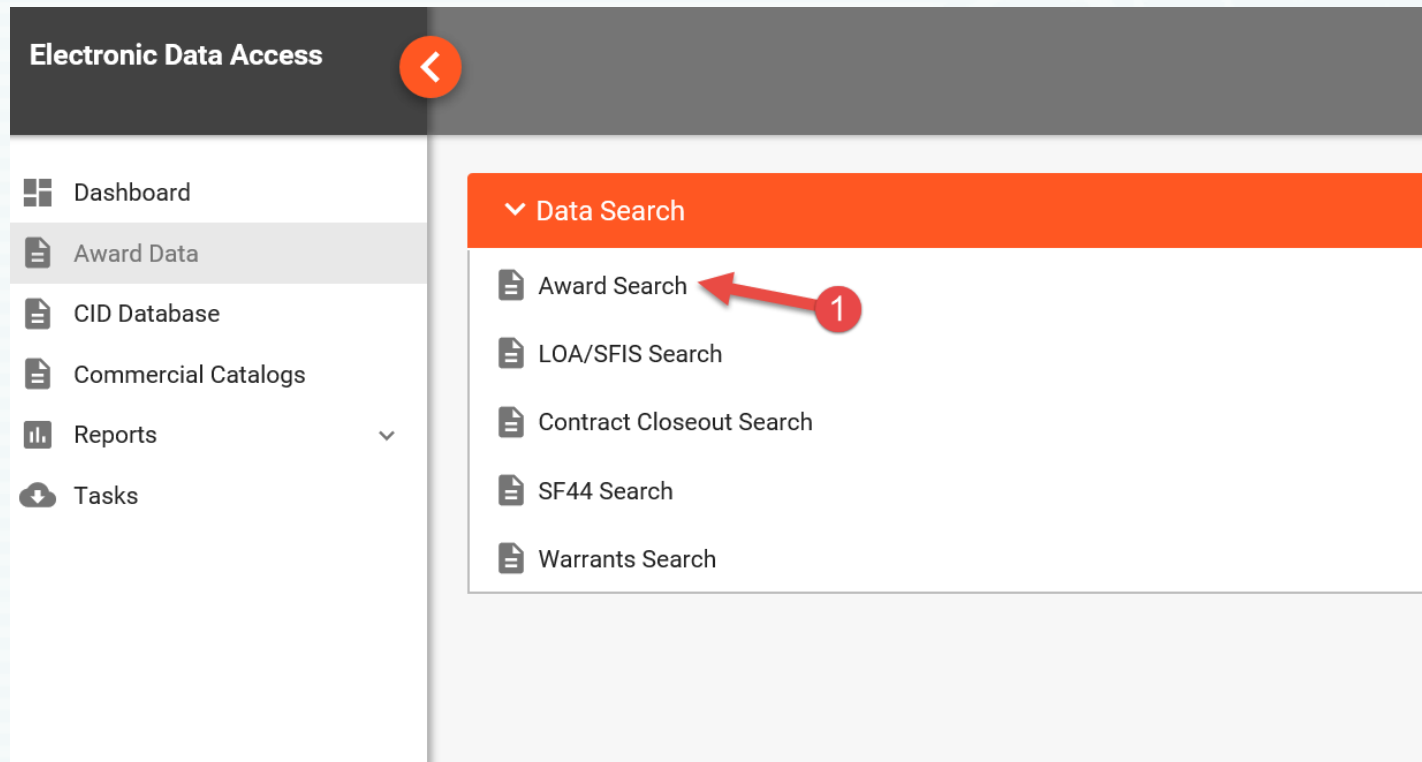 Electronic Data Access
Dashboard
Award Data
CID Database
Commercial Catalogs
Reports
Tasks
Data Search
Award Search
1
LOA/SFIS Search
Contract Closeout Search
SF44 Search
Warrants Search